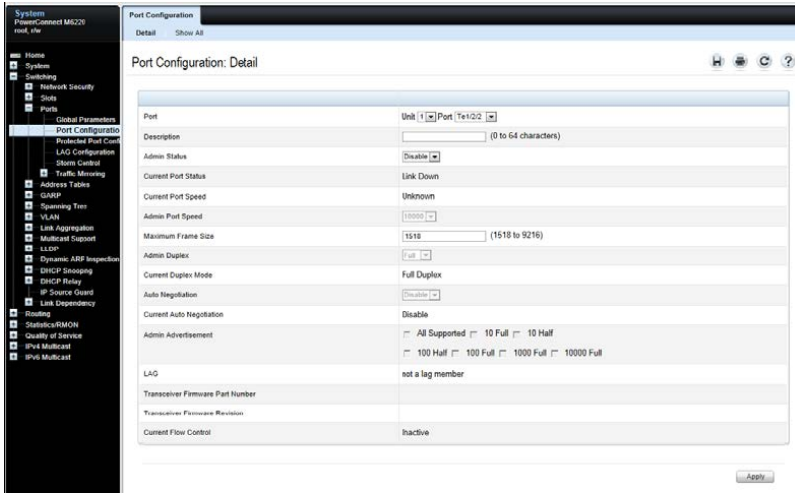 System
PowerConnect M6220
root, r/w
Port Configuration
Detail Show All
Home
System
Switching
Network Security
Slots
Ports
Global Parameters
Port Configuratio
Protected Port Confi
LAG Configuration
Storm Control
Traffic Mirroring
Address Tables
GARP
Spanning Tree
VLAN
Link Aggregation
Multicast Support
LLDP
Dynamic ARP Inspection
DHCP Snooping
DHCP Relay
IP Source Guard
Link Dependency
Routing
Statistics/RMON
Quality of Service
IPv4 Multicast
IPv6 Multicast
Port Configuration: Detail
Port Unit 1 Port Te1/2/2
Description (0 to 64 characters)
Admin Status Disable
Current Port Status Link Down
Current Port Speed Unknown
Admin Port Speed 10000
Maximum Frame Size 1518 (1518 to 9216)
Admin Duplex Full
Current Duplex Mode Full Duplex
Auto Negotiation Disable
Current Auto Negotiation Disable
Admin Advertisement All Supported 10 Full 10 Half
100 Half 100 Full 1000 Full 10000 Full
LAG not a lag member
Transceiver Firmware Part Number
Transceiver Firmware Revision
Current Flow Control Inactive
Apply